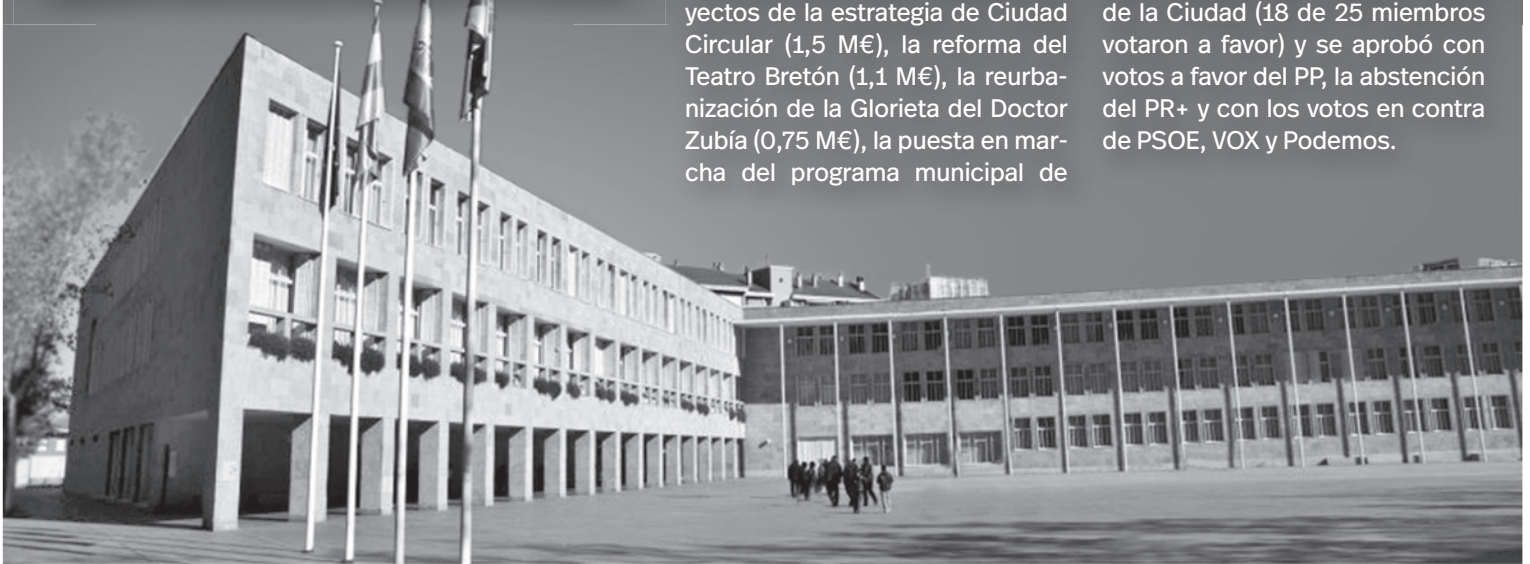 yectos de la estrategia de Ciudad
Circular (1,5 M€), la reforma del
Teatro Bretón (1,1 M€), la reurba-
nización de la Glorieta del Doctor
Zubía (0,75 M€), la puesta en mar-
cha del programa municipal de
de la Ciudad (18 de 25 miembros
votaron a favor) y se aprobó con
votos a favor del PP, la abstención
del PR+ y con los votos en contra
de PSOE, VOX y Podemos.